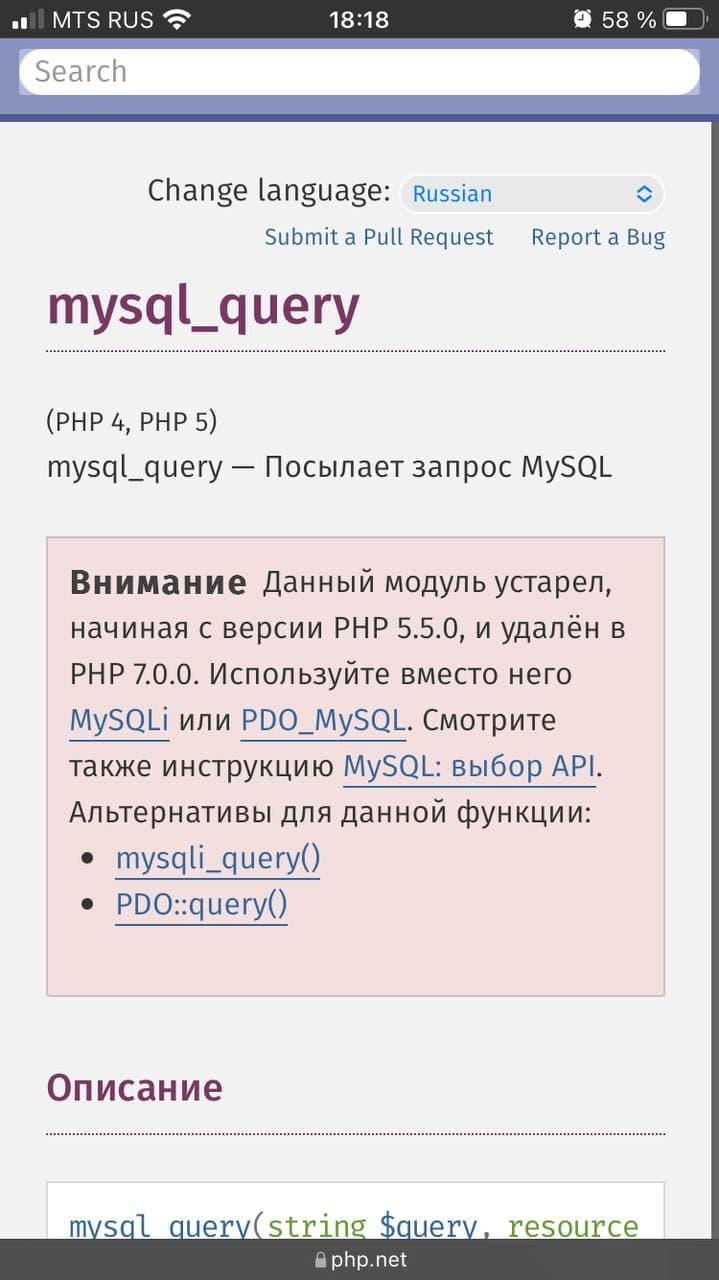 MTS RUS 18:18 58 %
Search
Change language: Russian
Submit a Pull Request Report a Bug
mysql_query
(PHP 4, PHP 5)
mysql_query — Посылает запрос MySQL
Внимание Данный модуль устарел,
начиная с версии PHP 5.5.0, и удалён в
PHP 7.0.0. Используйте вместо него
MySQLi или PDO_MySQL. Смотрите
также инструкцию MySQL: выбор API.
Альтернативы для данной функции:
• mysqli_query()
• PDO::query()
Описание
mysql_query(string $query, resource
php.net